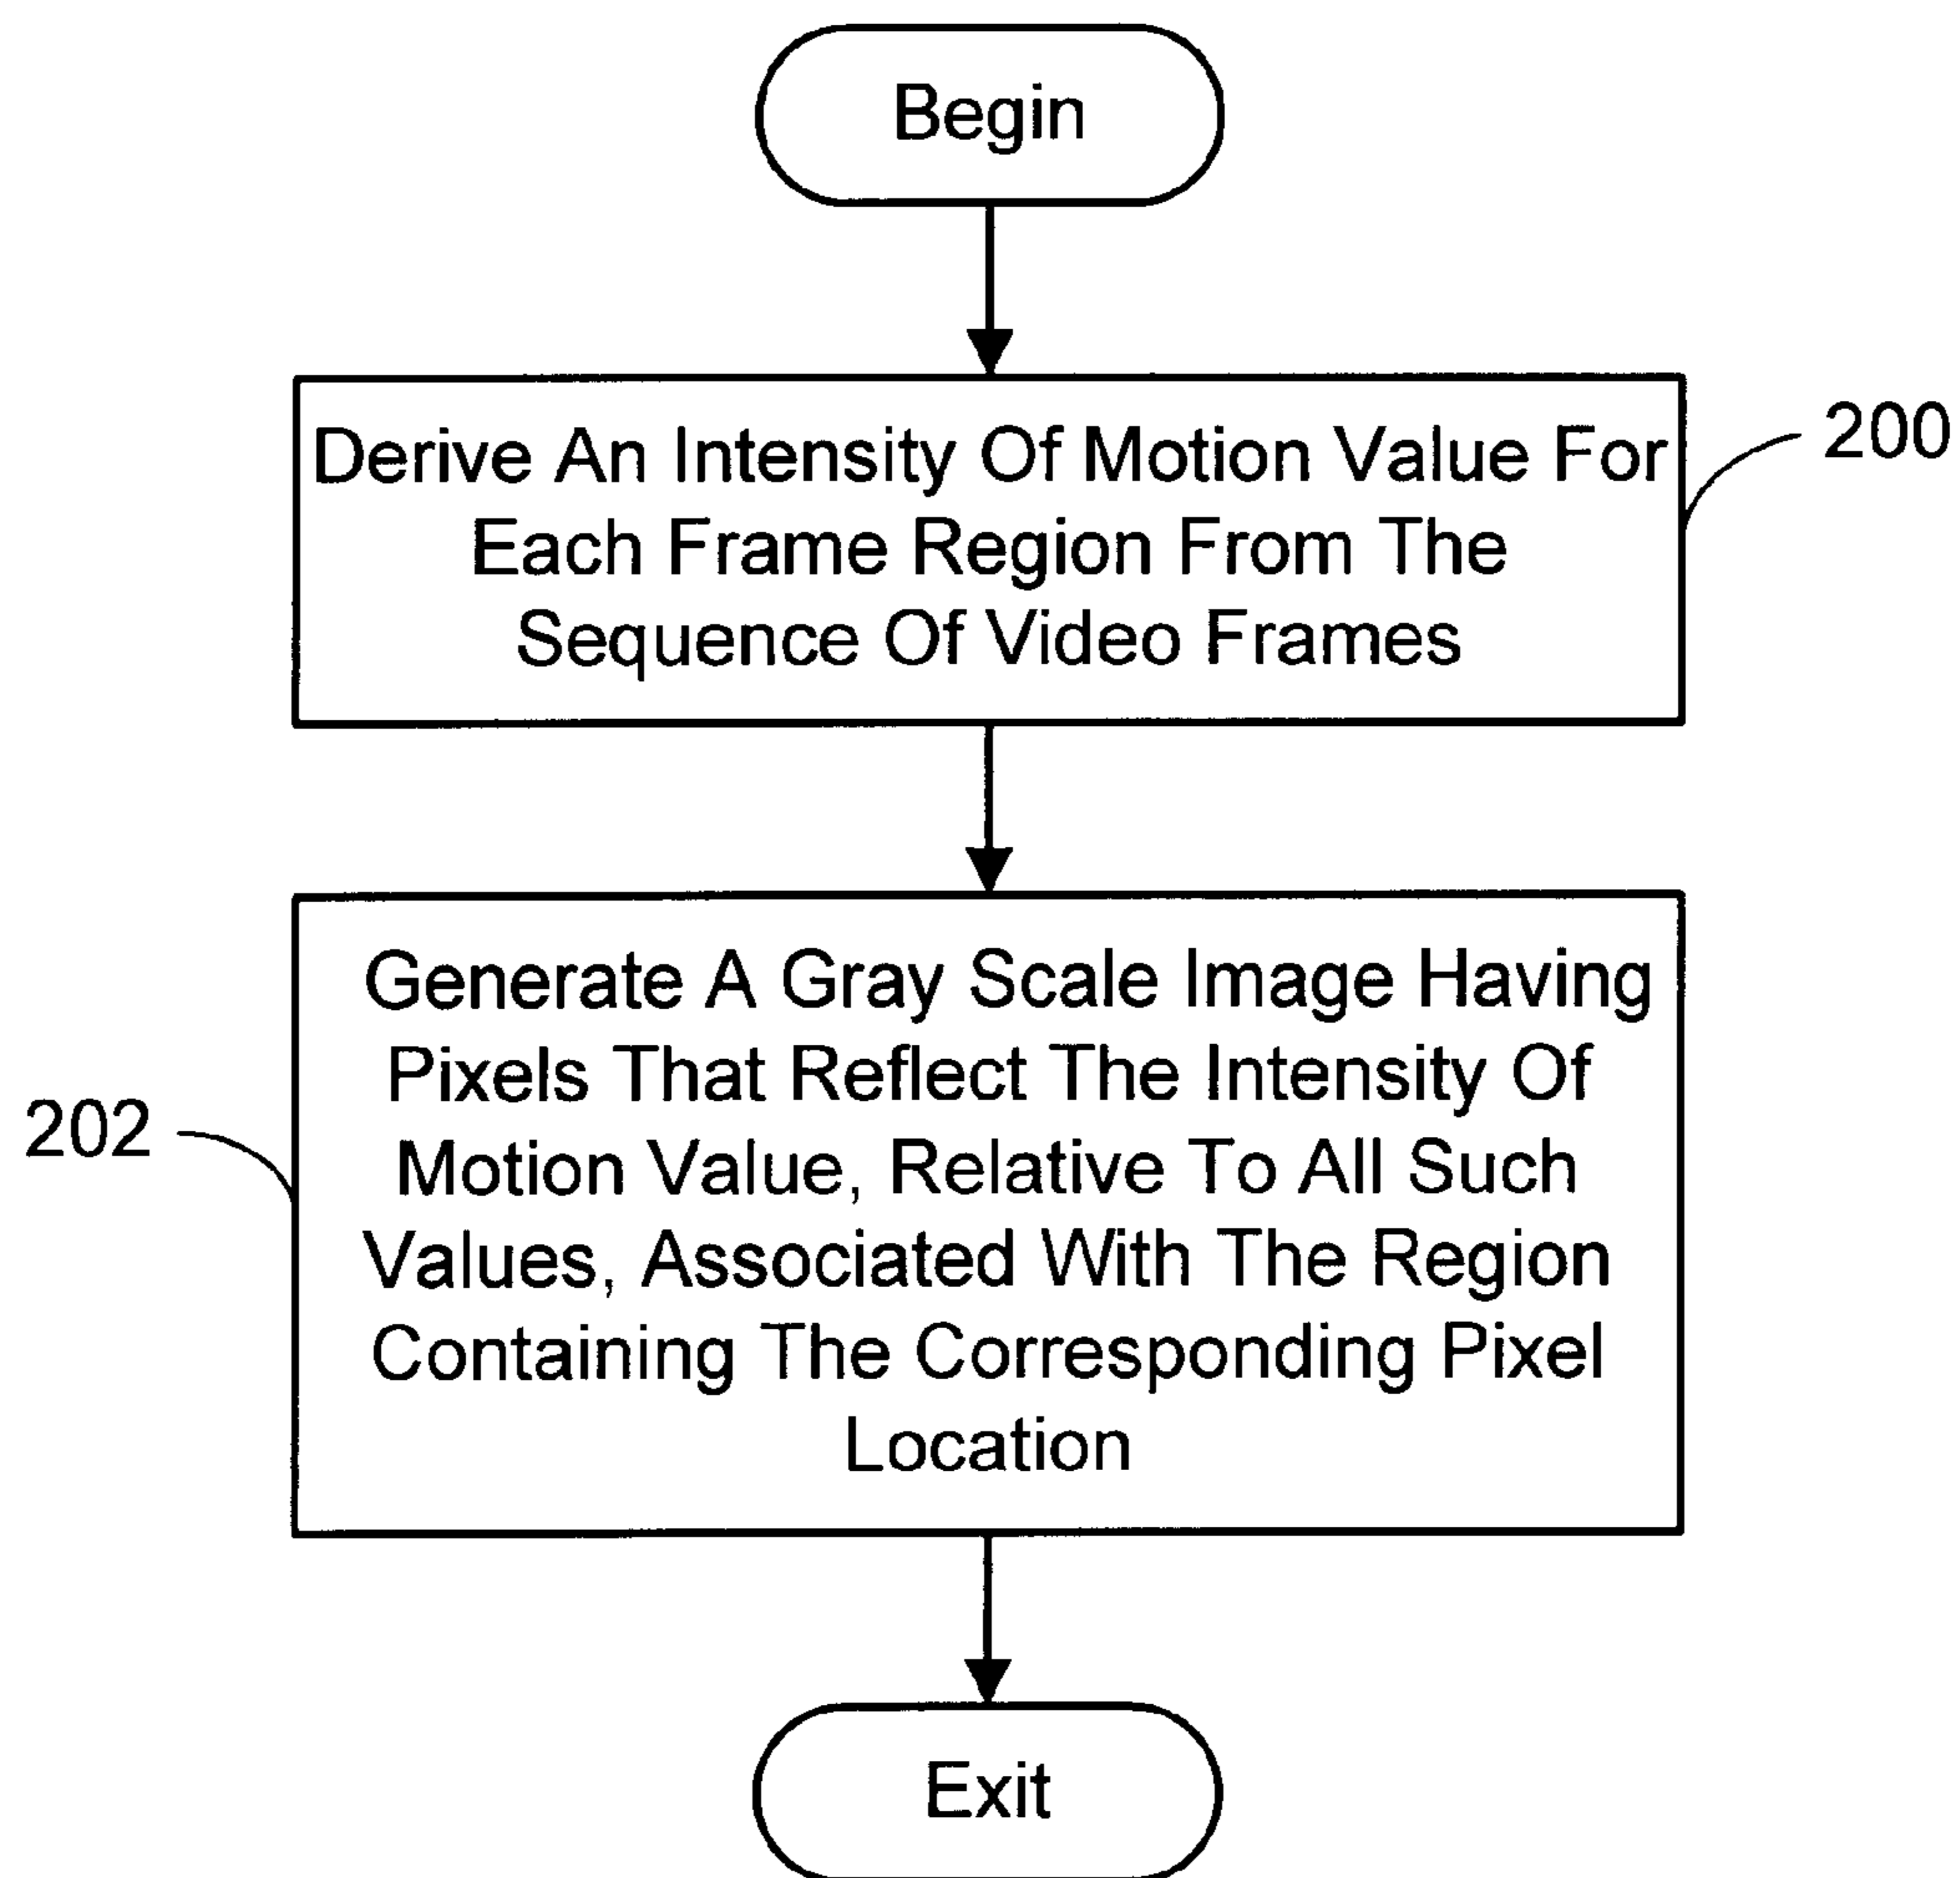 Begin
Derive An Intensity Of Motion Value For
Each Frame Region From The
Sequence Of Video Frames
200
Generate A Gray Scale Image Having
Pixels That Reflect The Intensity Of
Motion Value, Relative To All Such
Values, Associated With The Region
Containing The Corresponding Pixel
Location
202
Exit